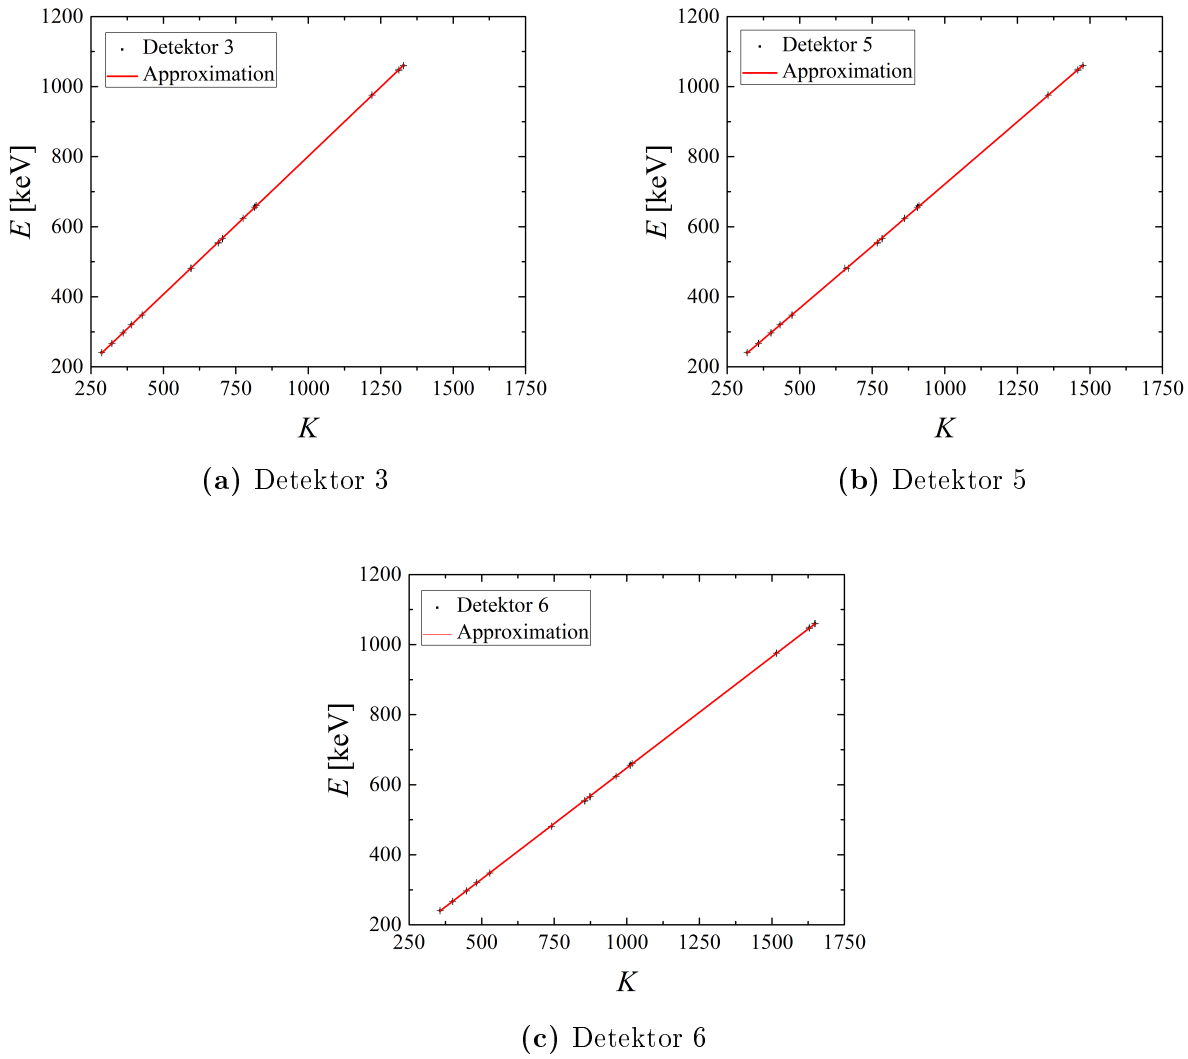 1200
1000
800
600
400
200
E [keV]
Detektor 3
Approximation
250 500 750 1000 1250 1500 1750
K
(a) Detektor 3
1200
1000
800
600
400
200
E [keV]
Detektor 5
Approximation
250 500 750 1000 1250 1500 1750
K
(b) Detektor 5
1200
1000
800
600
400
200
E [keV]
Detektor 6
Approximation
250 500 750 1000 1250 1500 1750
K
(c) Detektor 6